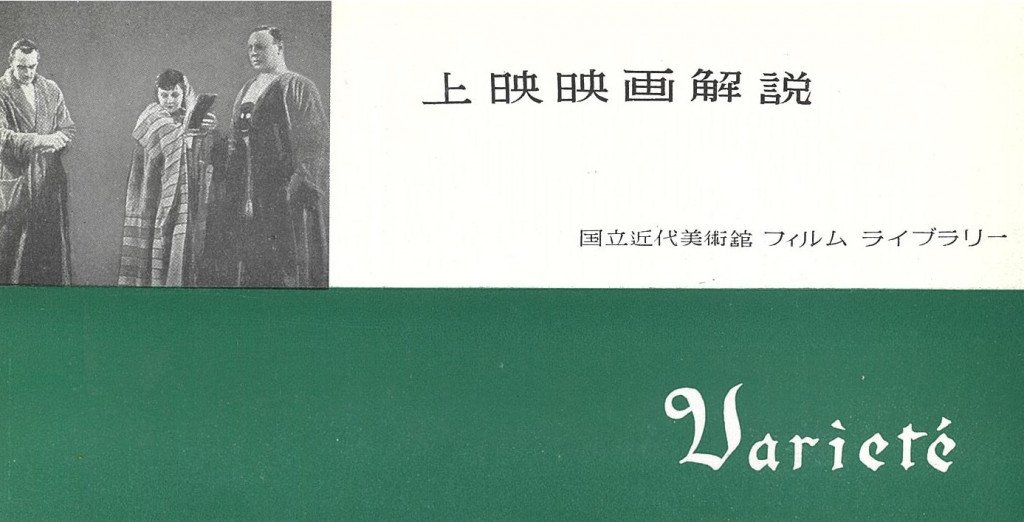 上映映画解説
国立近代美術館 フィルム ライブラリー
Varieté